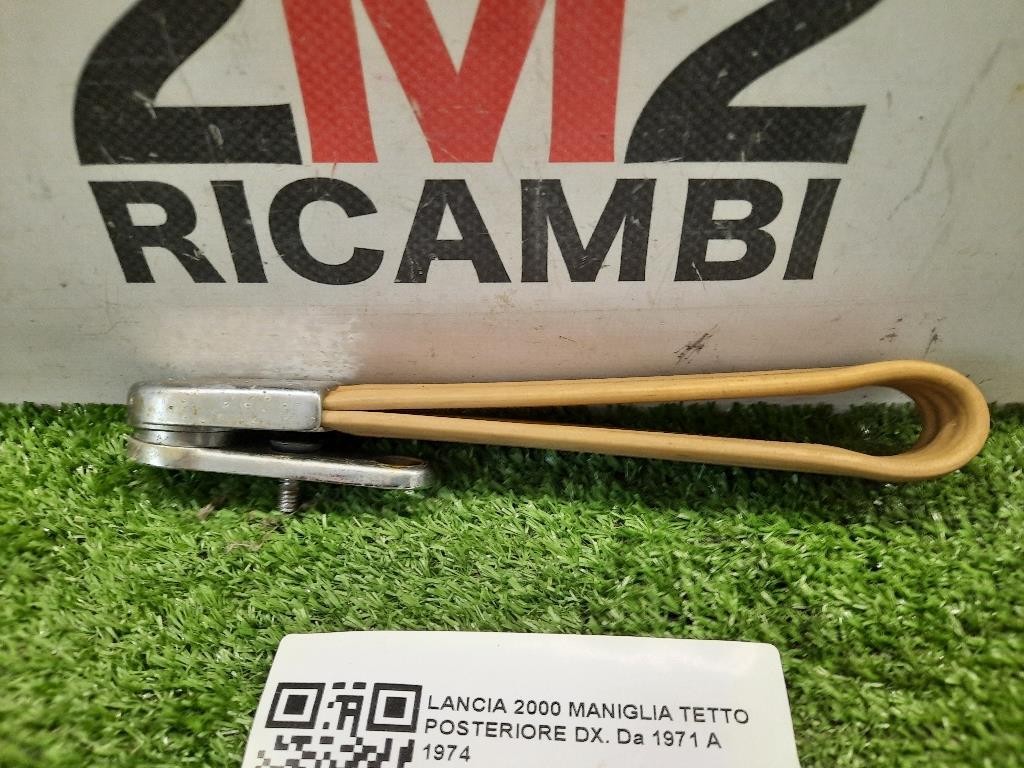 2M2
RICAMBI
LANCIA 2000 MANIGLIA TETTO
POSTERIORE DX. Da 1971 A
1974